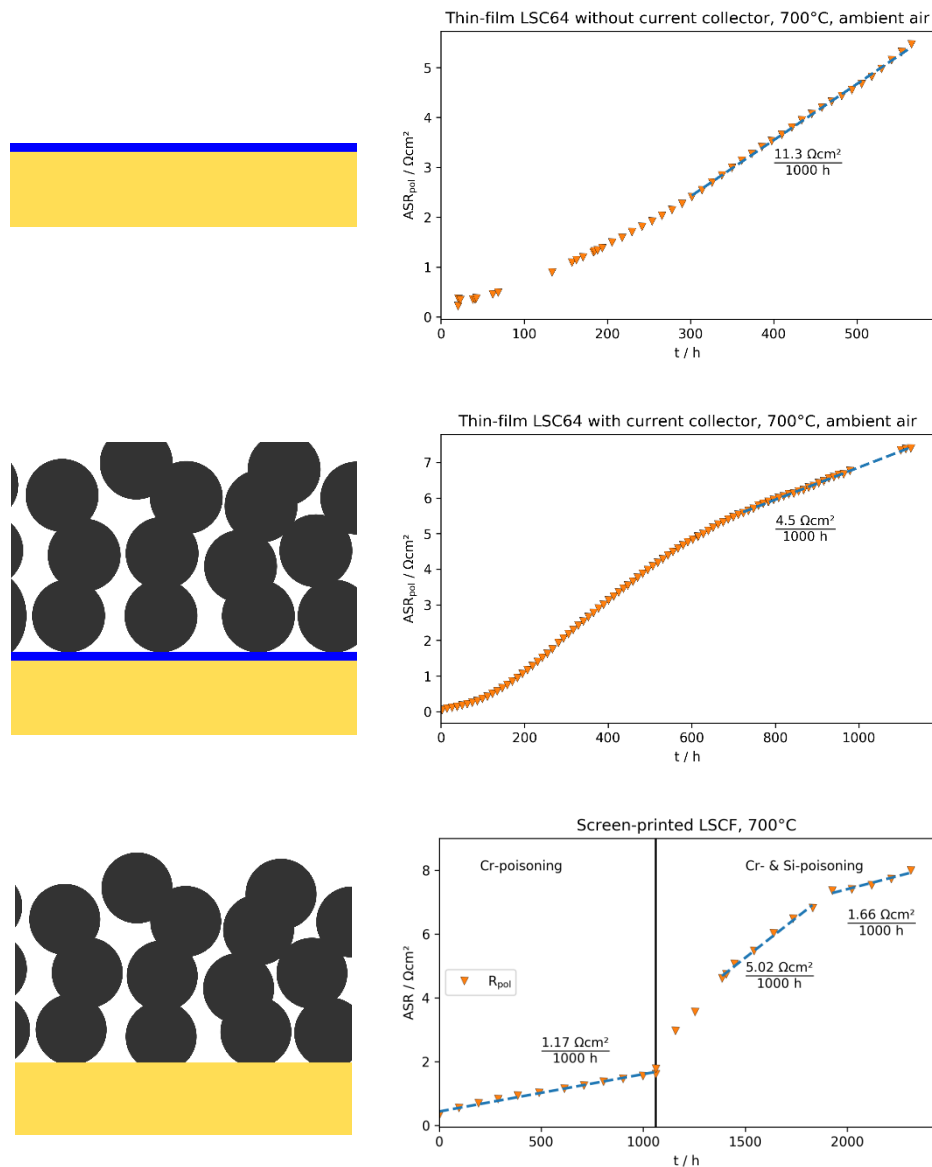 Thin-film LSC64 without current collector, 700°C, ambient air
5
4
3
2
1
0
ASRpol / Ωcm²
11.3 Ωcm²
1000 h
0
100
200
300
400
500
t / h
Thin-film LSC64 with current collector, 700°C, ambient air
7
6
5
4
3
2
1
0
ASRpol / Ωcm²
4.5 Ωcm²
1000 h
0
200
400
600
800
1000
t / h
Screen-printed LSCF, 700°C
8
6
4
2
0
ASR / Ωcm²
Cr-poisoning
Cr- & Si-poisoning
1.66 Ωcm²
1000 h
5.02 Ωcm²
1000 h
Rpol
1.17 Ωcm²
1000 h
0
500
1000
1500
2000
t / h